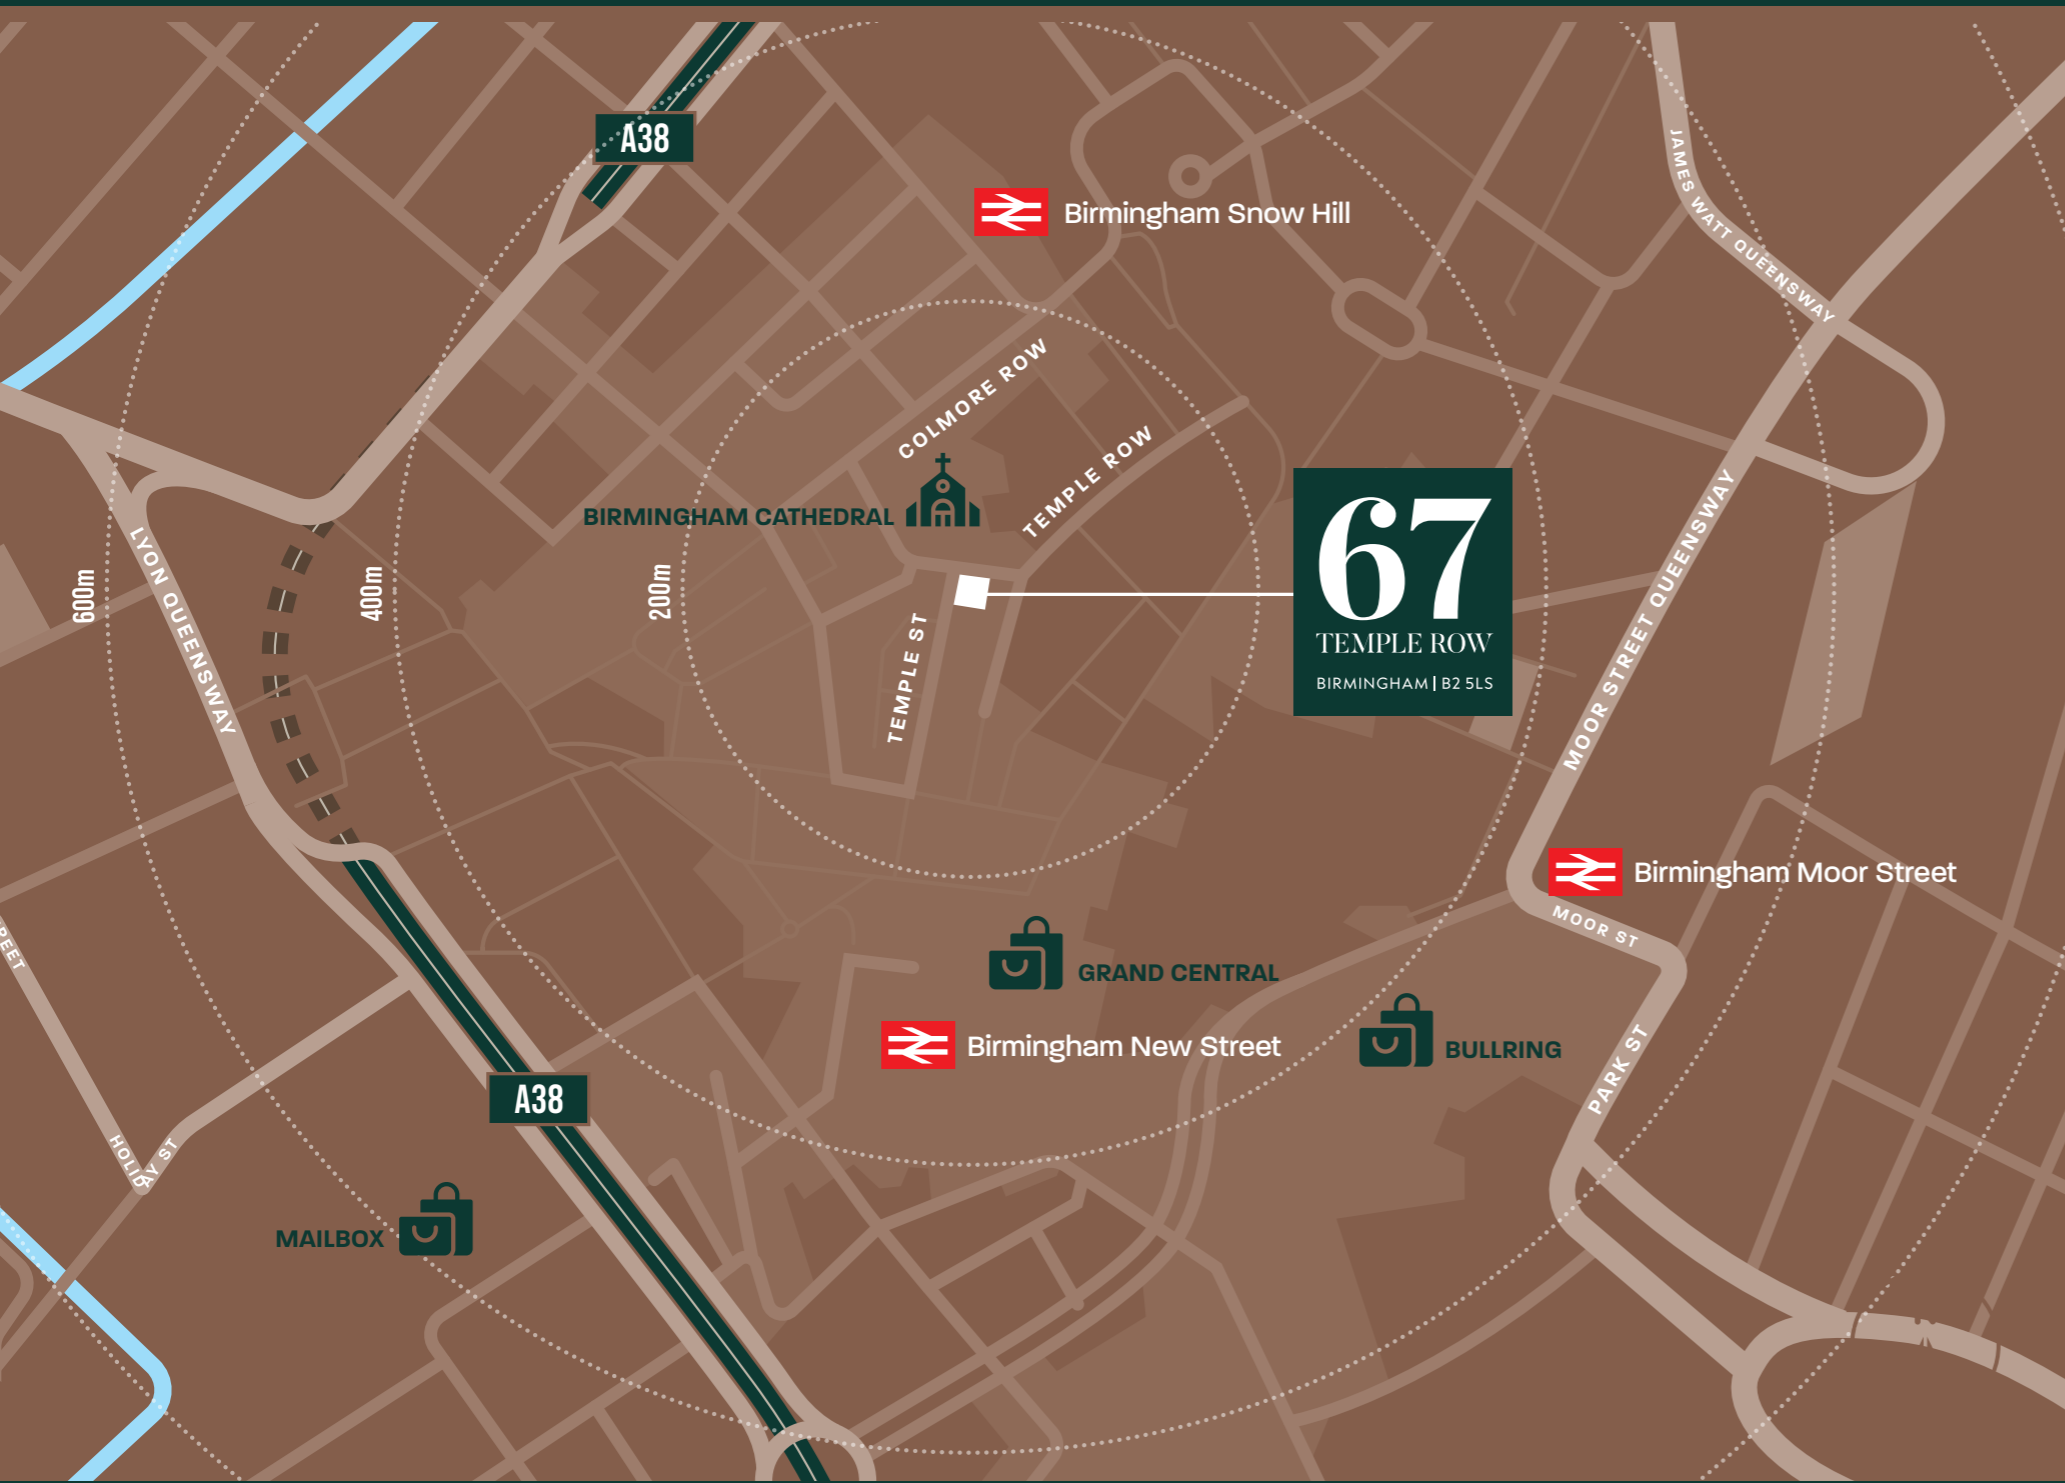 A38
Birmingham Snow Hill
JAMES WATT QUEENSWAY
COLMORE ROW
TEMPLE ROW
BIRMINGHAM CATHEDRAL
67
TEMPLE ROW
BIRMINGHAM | B2 5LS
600m
400m
200m
LYON QUEENSWAY
TEMPLE ST
MOOR STREET QUEENSWAY
Birmingham Moor Street
MOOR ST
GRAND CENTRAL
Birmingham New Street
BULLRING
PARK ST
A38
HOLIDAY ST
MAILBOX